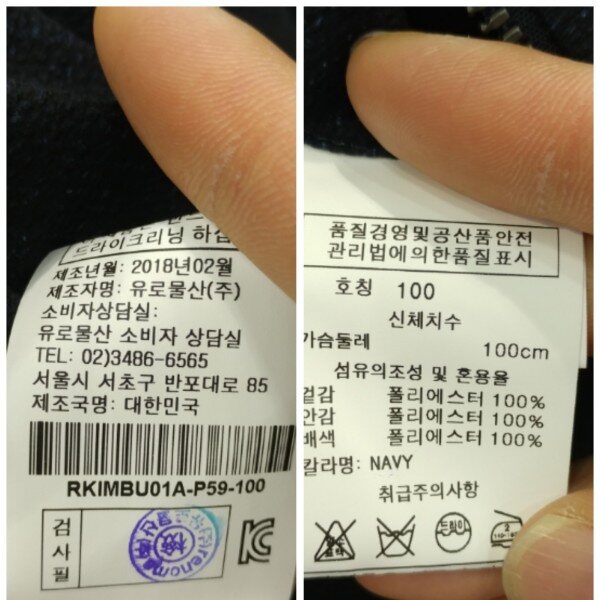 드라이크리닝 하십
제조년월: 2018년02월
제조자명: 유로물산(주)
소비자상담실:
유로물산 소비자 상담실
TEL: 02)3486-6565
서울시 서초구 반포대로 85
제조국명: 대한민국
RKIMBU01A-P59-100
검사필
품질경영및공산품안전
관리법에의한품질표시
호칭 100
신체치수
가슴둘레 100cm
섬유의조성 및 혼용율
겉감 폴리에스터 100%
안감 폴리에스터 100%
배색 폴리에스터 100%
칼라명: NAVY
취급주의사항
드라이